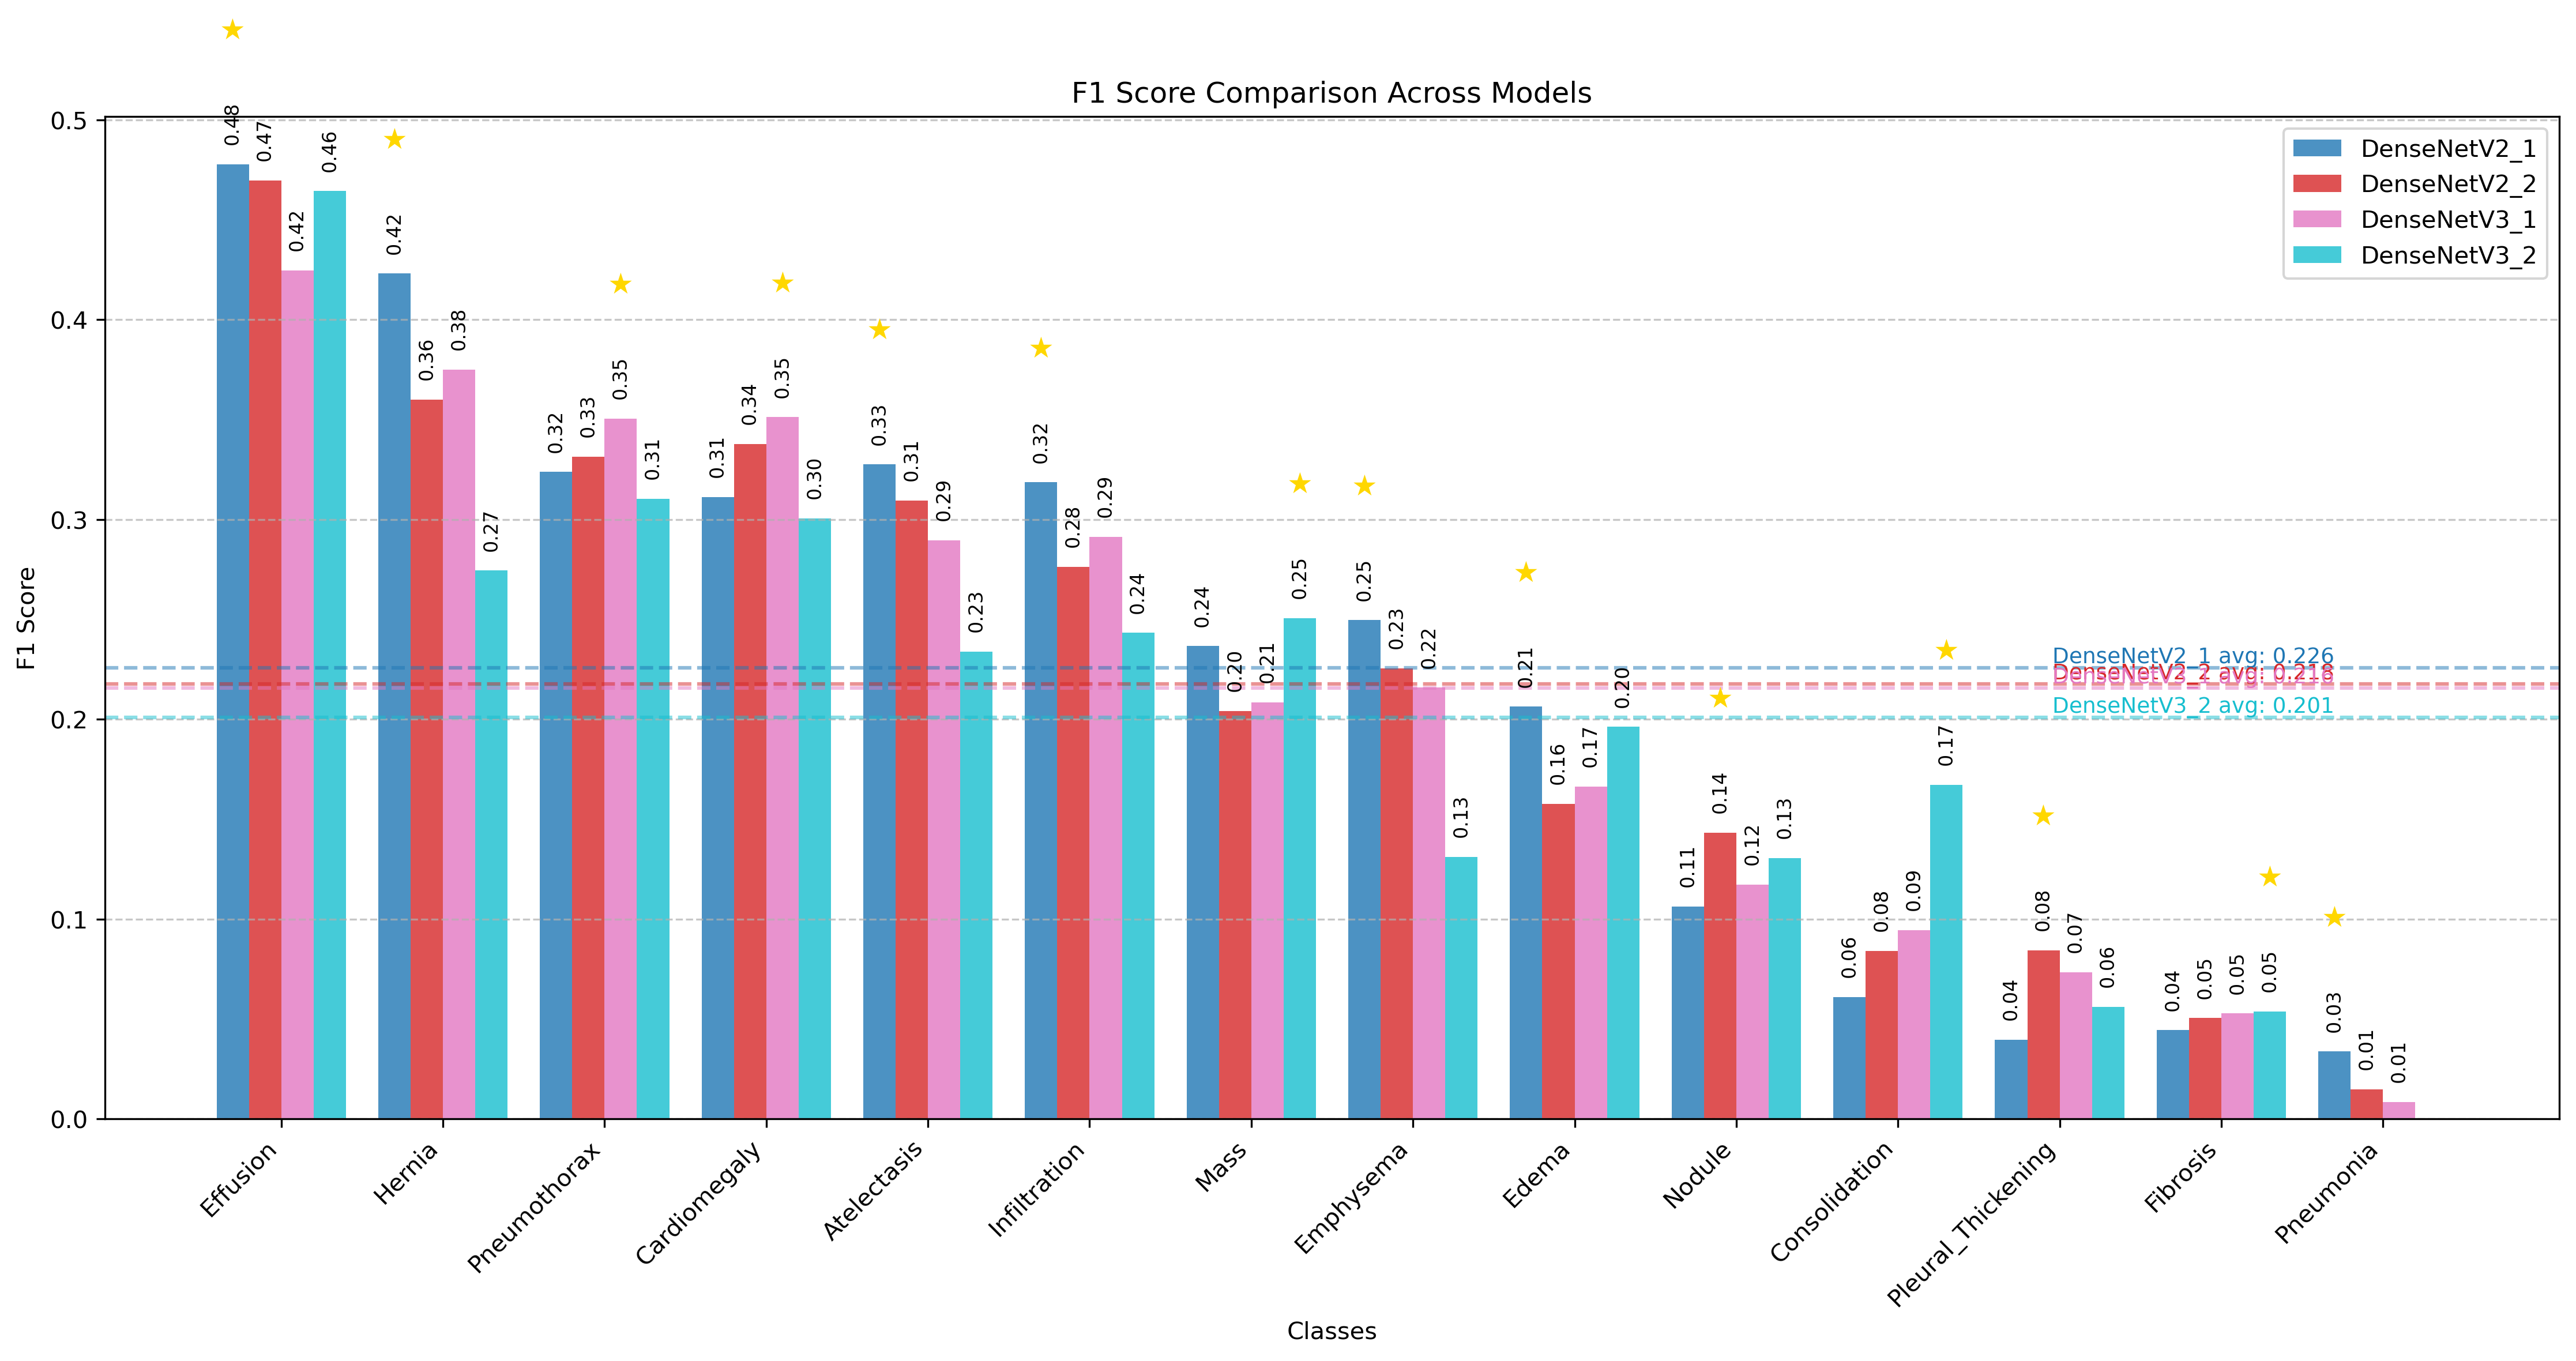 F1 Score Comparison Across Models
F1 Score
0.5
0.4
0.3
0.2
0.1
0.0
DenseNetV2_1
DenseNetV2_2
DenseNetV3_1
DenseNetV3_2
0.48
0.47
0.42
0.46
0.42
0.36
0.38
0.27
0.32
0.33
0.35
0.31
0.31
0.34
0.35
0.30
0.33
0.31
0.29
0.23
0.32
0.28
0.29
0.24
0.24
0.20
0.21
0.25
0.25
0.23
0.22
0.13
0.21
0.16
0.17
0.20
0.11
0.14
0.12
0.13
0.06
0.08
0.09
0.17
0.04
0.08
0.07
0.06
0.04
0.05
0.05
0.05
0.03
0.01
0.01
DenseNetV2_1 avg: 0.226
DenseNetV2_2 avg: 0.218
DenseNetV3_2 avg: 0.201
Effusion
Hernia
Pneumothorax
Cardiomegaly
Atelectasis
Infiltration
Mass
Emphysema
Edema
Nodule
Consolidation
Pleural_Thickening
Fibrosis
Pneumonia
Classes